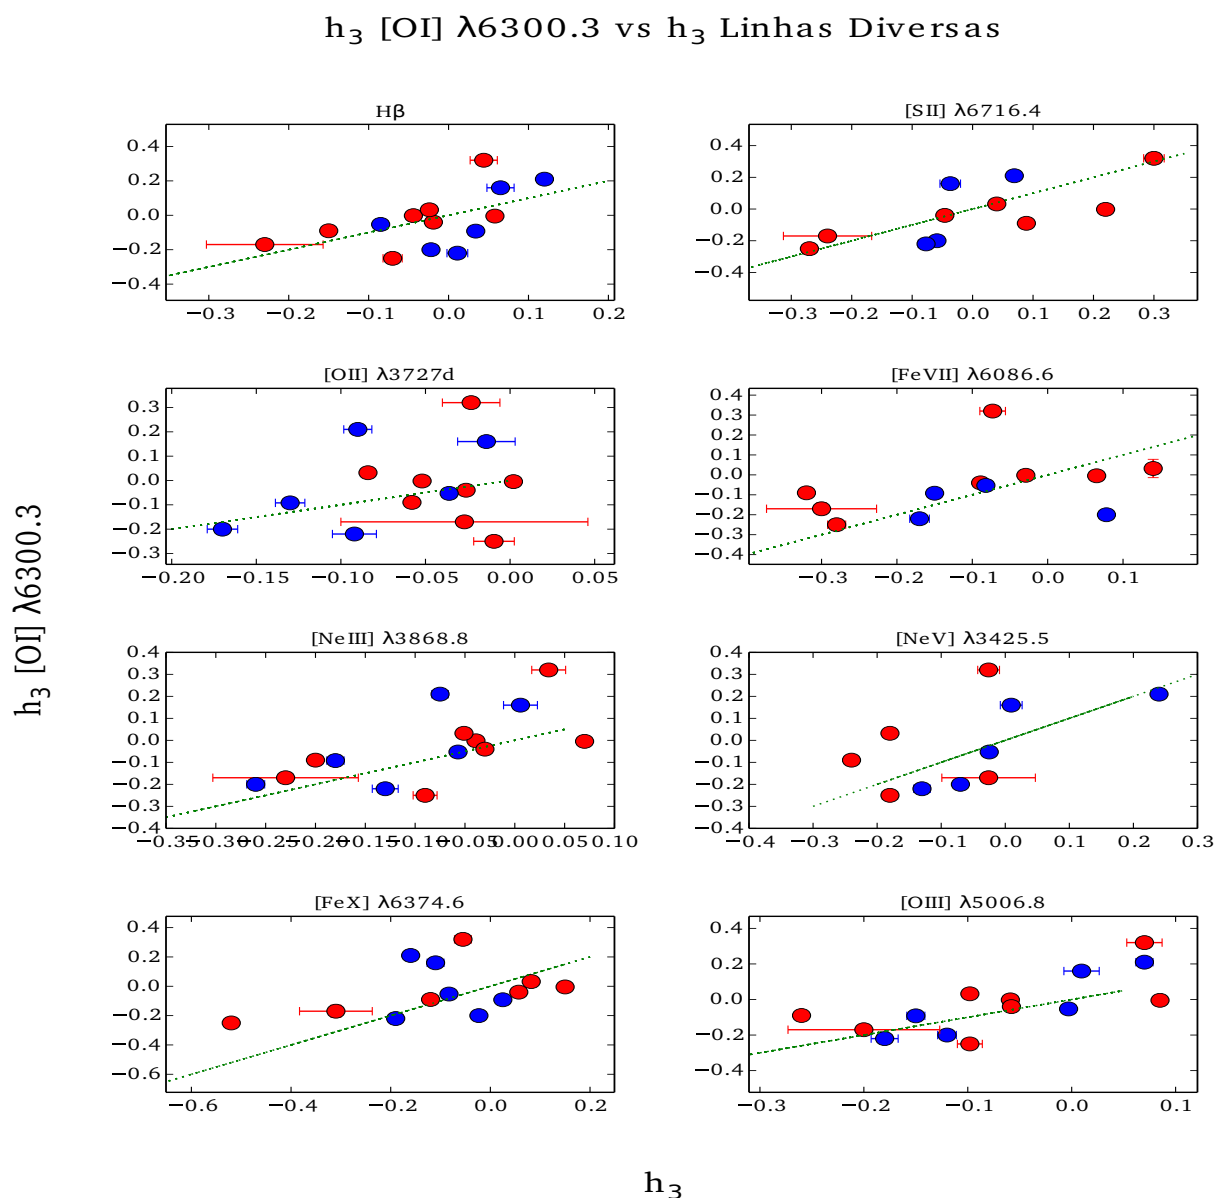 h₃ [OI] λ6300.3 vs h₃ Linhas Diversas
Hβ
0.4
0.2
0.0
−0.2
−0.4
−0.3 −0.2 −0.1 0.0 0.1 0.2
[SII] λ6716.4
0.4
0.2
0.0
−0.2
−0.4
−0.3 −0.2 −0.1 0.0 0.1 0.2 0.3
[OII] λ3727d
0.3
0.2
0.1
0.0
−0.1
−0.2
−0.3
−0.20 −0.15 −0.10 −0.05 0.00 0.05
[FeVII] λ6086.6
0.4
0.3
0.2
0.1
0.0
−0.1
−0.2
−0.3
−0.4
−0.3 −0.2 −0.1 0.0 0.1
h₃ [OI] λ6300.3
[NeIII] λ3868.8
0.4
0.3
0.2
0.1
0.0
−0.1
−0.2
−0.3
−0.4
−0.35 −0.30 −0.25 −0.20 −0.15 −0.10 −0.05 0.00 0.05 0.10
[NeV] λ3425.5
0.4
0.3
0.2
0.1
0.0
−0.1
−0.2
−0.3
−0.4
−0.4 −0.3 −0.2 −0.1 0.0 0.1 0.2 0.3
[FeX] λ6374.6
0.4
0.2
0.0
−0.2
−0.4
−0.6
−0.6 −0.4 −0.2 0.0 0.2
[OIII] λ5006.8
0.4
0.2
0.0
−0.2
−0.4
−0.3 −0.2 −0.1 0.0 0.1
h₃